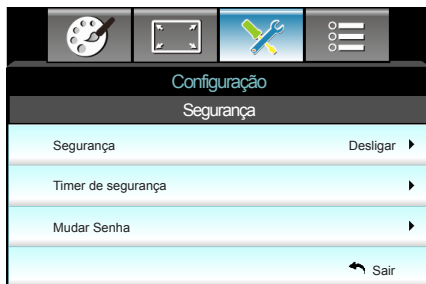 Configuração
Segurança
Segurança Desligar
Timer de segurança
Mudar Senha
Sair